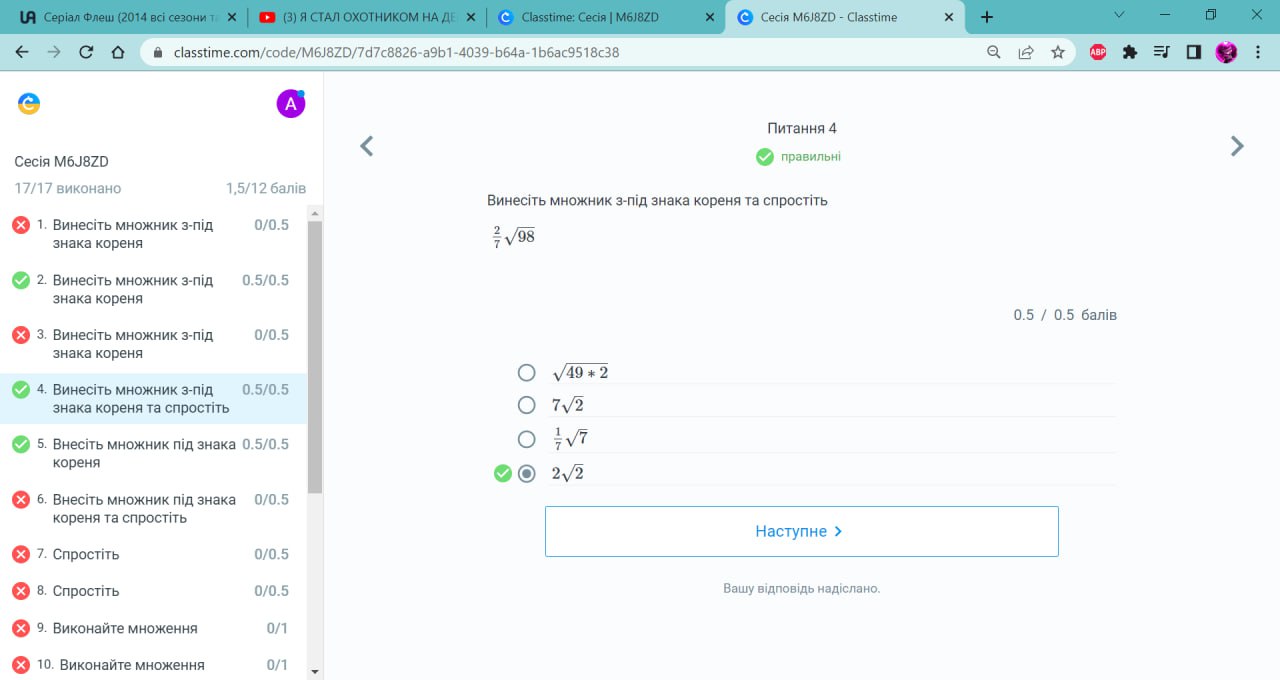 UA Серіал Флеш (2014 всі сезони та
(3) Я СТАЛ ОХОТНИКОМ НА ДЕ
Classtime: Сесія | M6J8ZD
Сесія M6J8ZD - Classtime
classtime.com/code/M6J8ZD/7d7c8826-a9b1-4039-b64a-1b6ac9518c38
ABP
A
Сесія M6J8ZD
17/17 виконано 1,5/12 балів
1. Винесіть множник з-під 0/0.5
знака кореня
2. Винесіть множник з-під 0.5/0.5
знака кореня
3. Винесіть множник з-під 0/0.5
знака кореня
4. Винесіть множник з-під 0.5/0.5
знака кореня та спростіть
5. Внесіть множник під знака 0.5/0.5
кореня
6. Внесіть множник під знака 0/0.5
кореня та спростіть
7. Спростіть 0/0.5
8. Спростіть 0/0.5
9. Виконайте множення 0/1
10. Виконайте множення 0/1
Питання 4
правильні
Винесіть множник з-під знака кореня та спростіть
2/7 √98
0.5 / 0.5 балів
√49 * 2
7√2
1/7 √7
2√2
Наступне
Вашу відповідь надіслано.